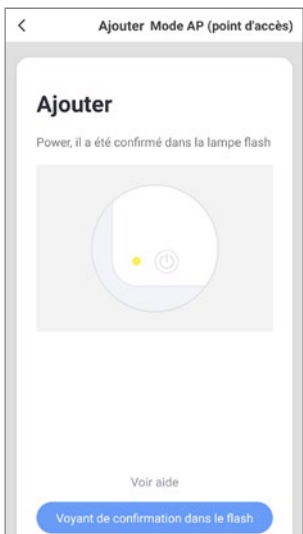 Ajouter Mode AP (point d'accès)
Ajouter
Power, il a été confirmé dans la lampe flash
Voir aide
Voyant de confirmation dans le flash